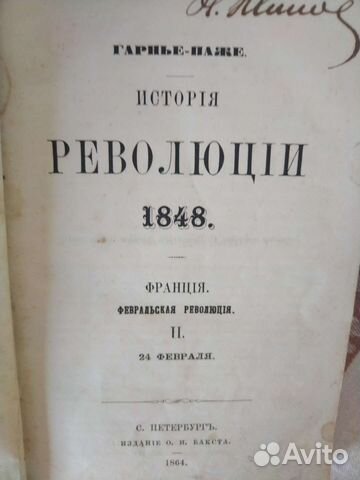 ГАРНЬЕ-ПАЖЕ.
ИСТОРІЯ
РЕВОЛЮЦІИ
1848.
ФРАНЦІЯ.
ФЕВРАЛЬСКАЯ РЕВОЛЮЦІЯ.
II.
24 ФЕВРАЛЯ.
С. ПЕТЕРБУРГЪ.
ИЗДАНІЕ О. И. БАКСТА.
1864.
Avito